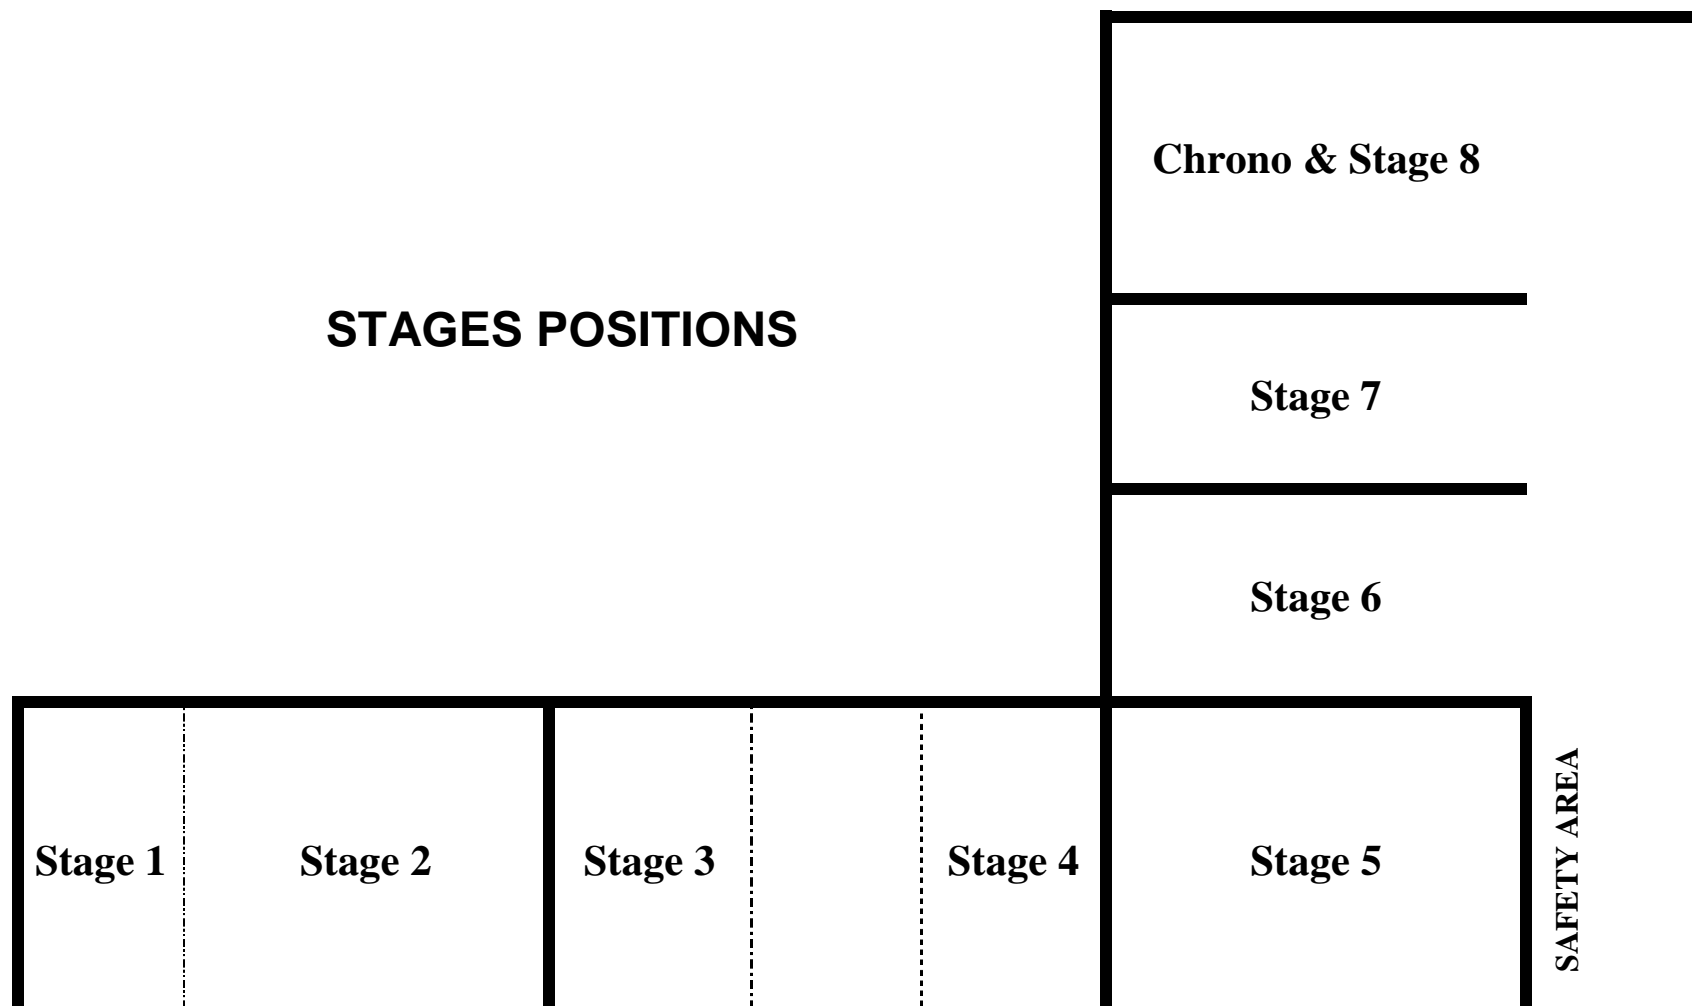 Chrono & Stage 8
STAGES POSITIONS
Stage 7
Stage 6
Stage 1
Stage 2
Stage 3
Stage 4
Stage 5
SAFETY AREA